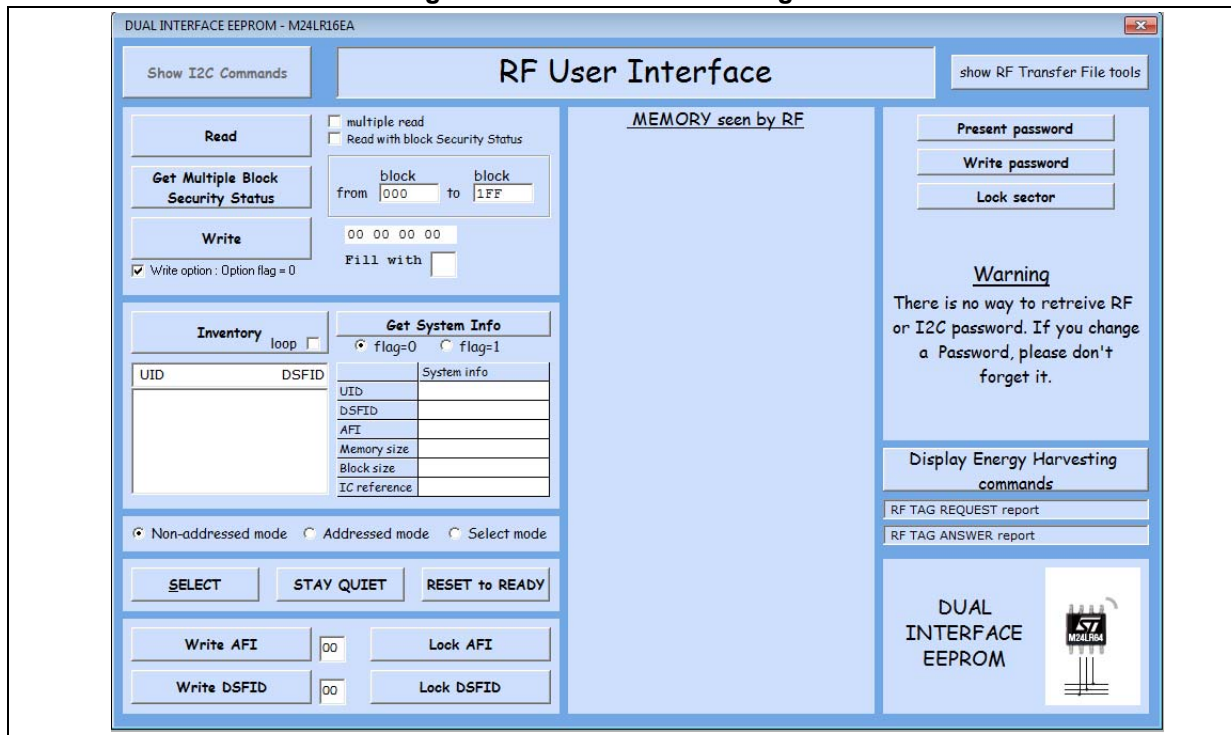 DUAL INTERFACE EEPROM - M24LR16EA
Show I2C Commands
RF User Interface
show RF Transfer File tools
Read
multiple read
Read with block Security Status
Get Multiple Block
Security Status
block block
from 000 to 1FF
Write
00 00 00 00
Fill with
Write option : Option flag = 0
MEMORY seen by RF
Present password
Write password
Lock sector
Warning
There is no way to retreive RF
or I2C password. If you change
a Password, please don't
forget it.
Inventory
loop
Get System Info
flag=0 flag=1
UID DSFID
System info
UID
DSFID
AFI
Memory size
Block size
IC reference
Display Energy Harvesting
commands
RF TAG REQUEST report
RF TAG ANSWER report
Non-addressed mode Addressed mode Select mode
SELECT STAY QUIET RESET to READY
Write AFI 00 Lock AFI
Write DSFID 00 Lock DSFID
DUAL
INTERFACE
EEPROM
ST
M24LR64